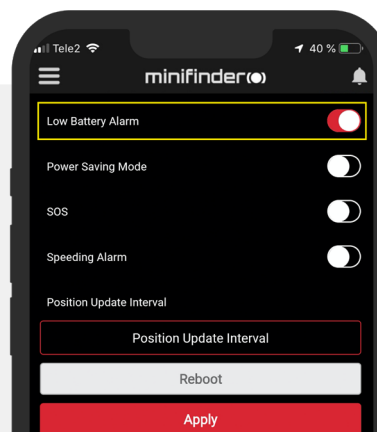 Tele2
40 %
minifinder
Low Battery Alarm
Power Saving Mode
SOS
Speeding Alarm
Position Update Interval
Position Update Interval
Reboot
Apply